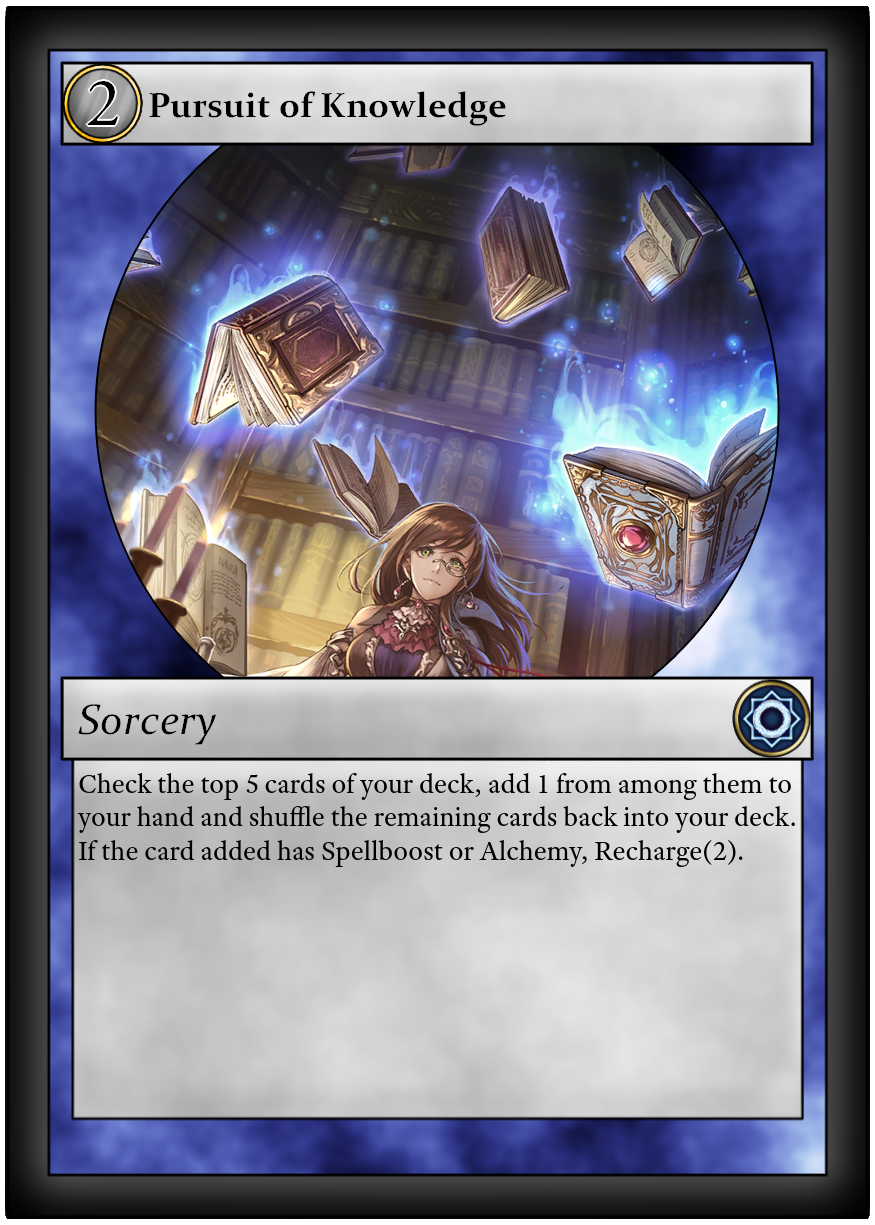 2 Pursuit of Knowledge
Sorcery
Check the top 5 cards of your deck, add 1 from among them to
your hand and shuffle the remaining cards back into your deck.
If the card added has Spellboost or Alchemy, Recharge(2).